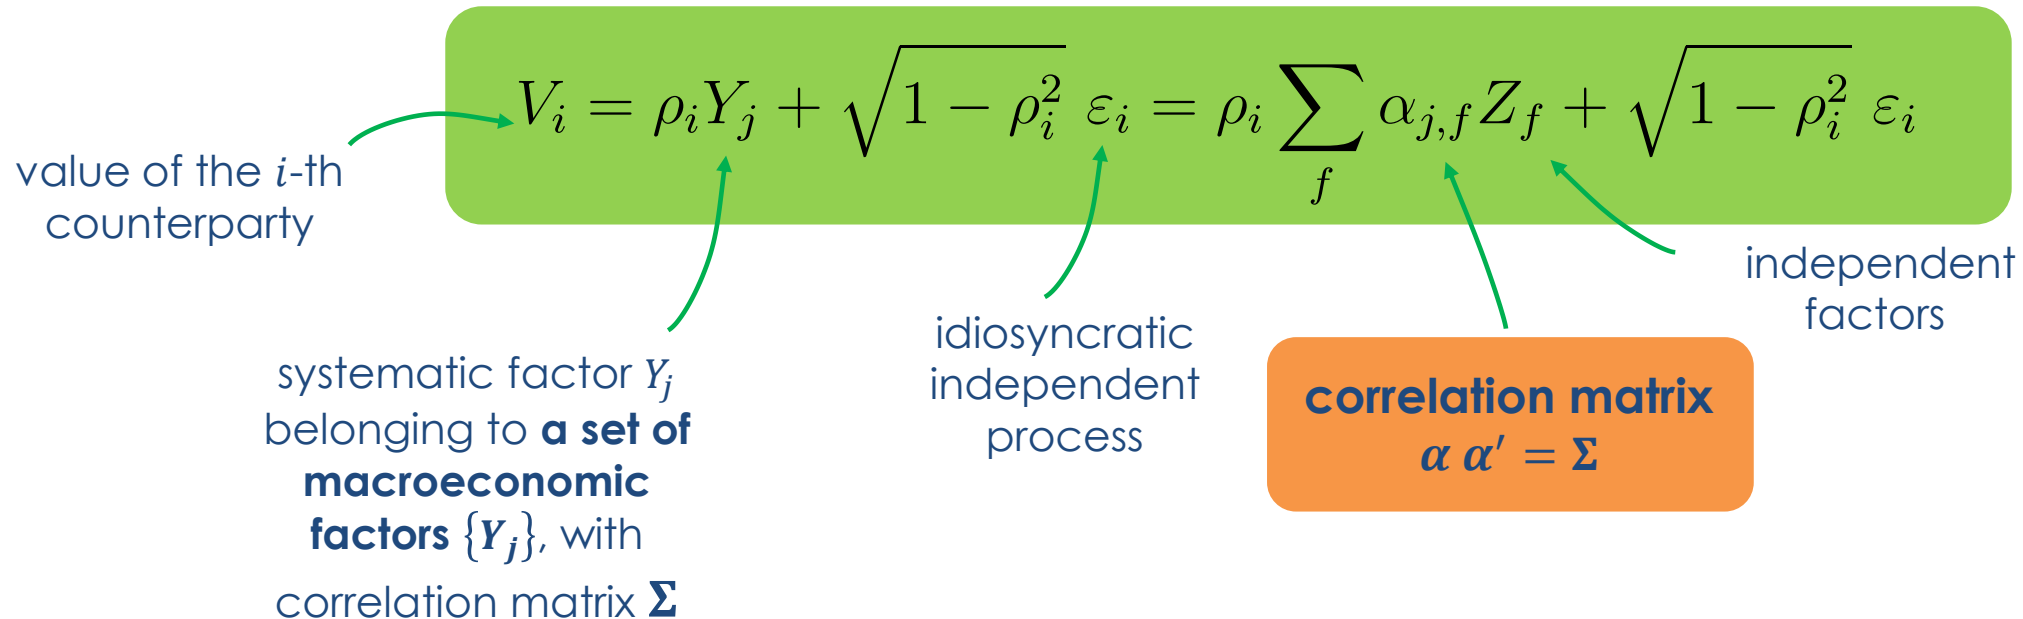 V_i = ρ_i Y_j + √(1 − ρ_i^2) ε_i = ρ_i ∑_f α_{j,f} Z_f + √(1 − ρ_i^2) ε_i
value of the i-th
counterparty
systematic factor Y_j
belonging to a set of
macroeconomic
factors {Y_j}, with
correlation matrix Σ
idiosyncratic
independent
process
correlation matrix
α α′ = Σ
independent
factors